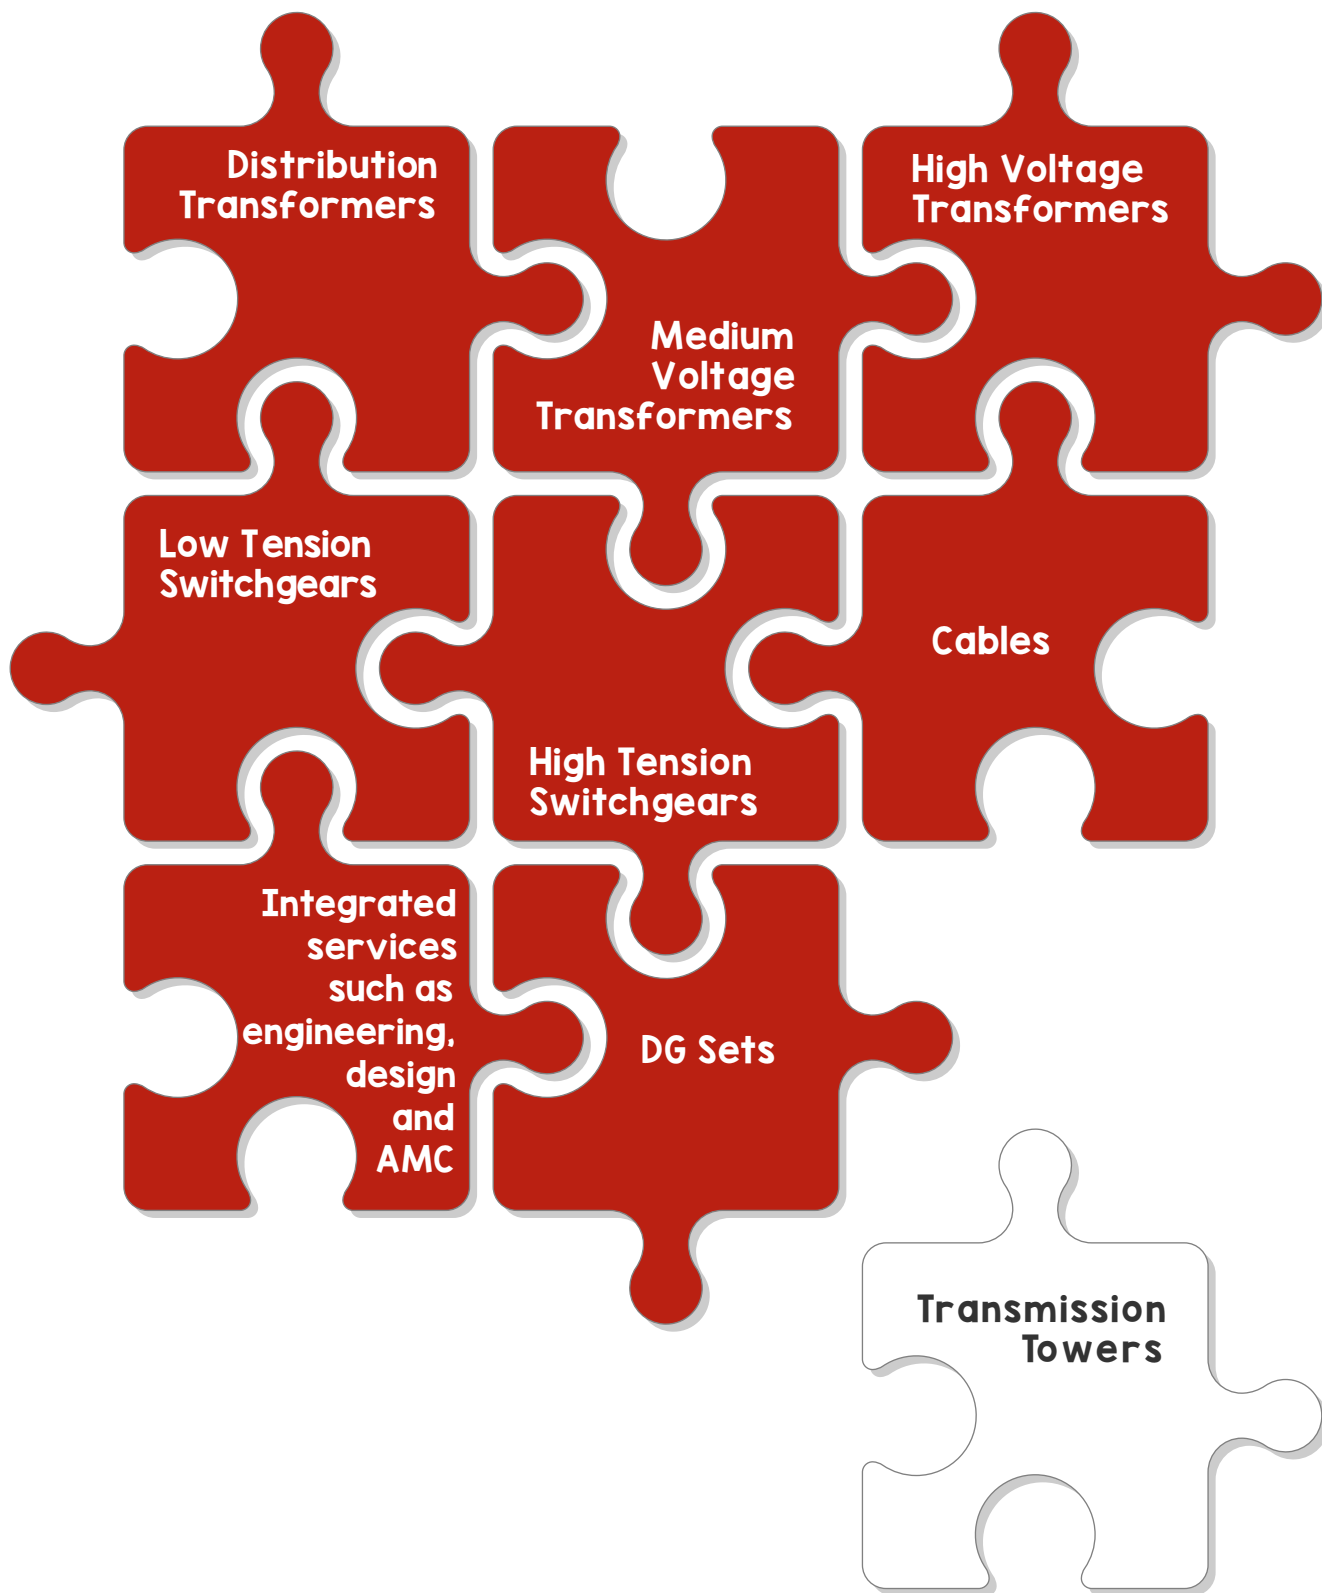 Distribution
Transformers
Medium
Voltage
Transformers
High Voltage
Transformers
Low Tension
Switchgears
High Tension
Switchgears
Cables
Integrated
services
such as
engineering,
design
and
AMC
DG Sets
Transmission
Towers